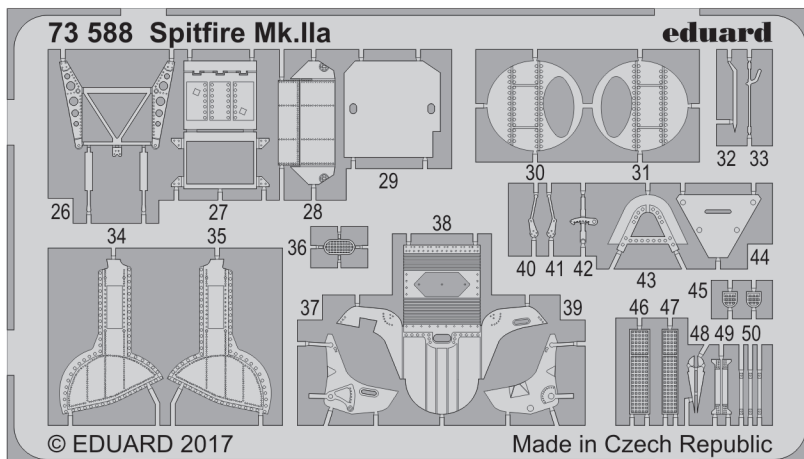 73 588 Spitfire Mk.IIa eduard
26 27 28 29 30 31 32 33
34 35 36 38 40 41 42 43 44
37 39 45 46 47 48 49 50
© EDUARD 2017 Made in Czech Republic